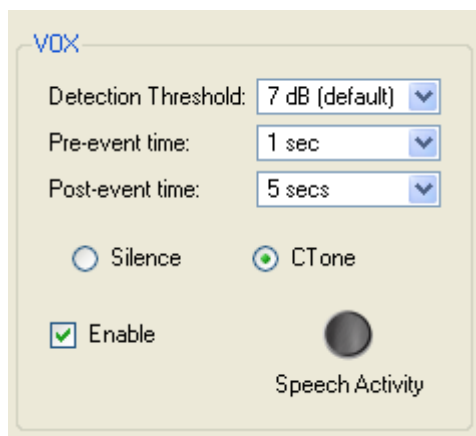 VOX
Detection Threshold: 7 dB (default)
Pre-event time: 1 sec
Post-event time: 5 secs
Silence CTone
Enable
Speech Activity